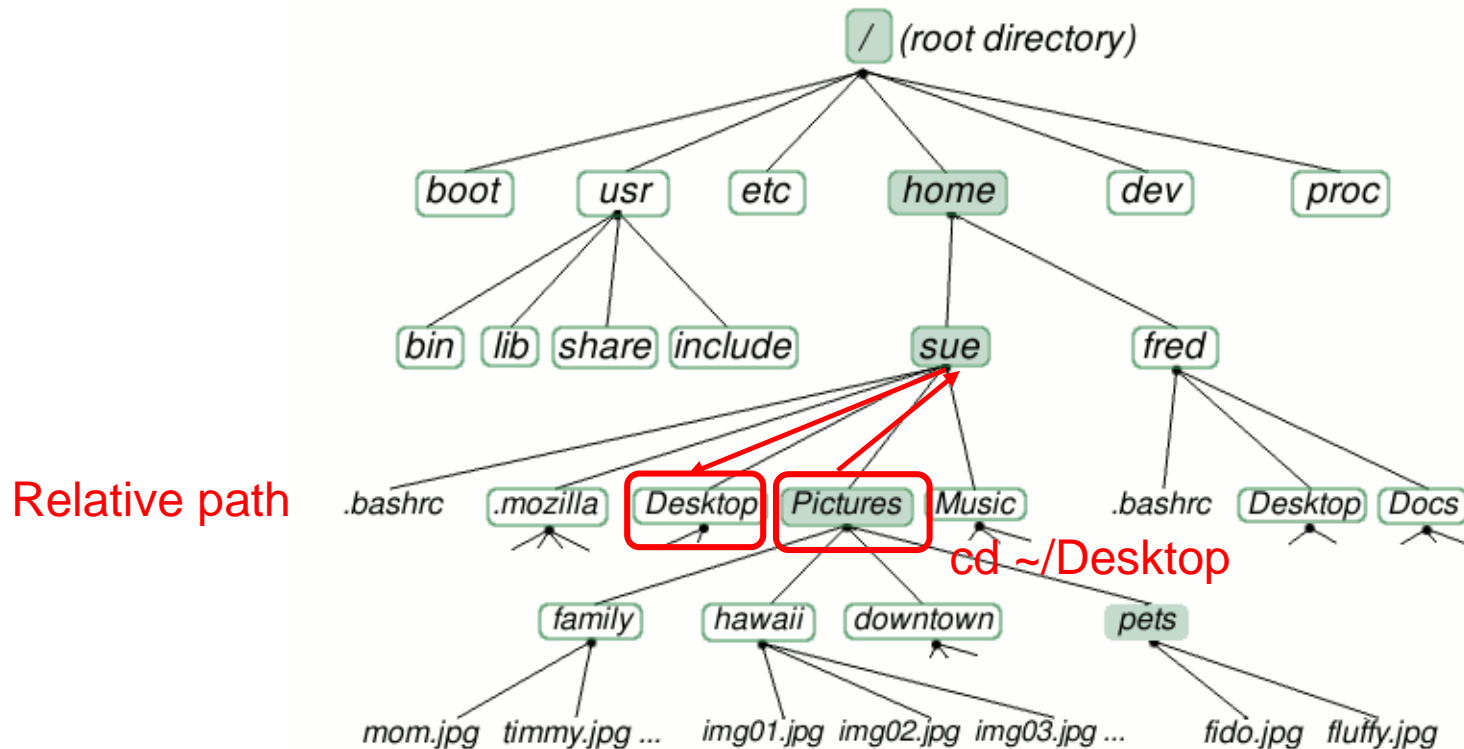 / (root directory)
boot usr etc home dev proc
bin lib share include sue fred
Relative path .bashrc .mozilla Desktop Pictures Music .bashrc Desktop Docs
cd ~/Desktop
family hawaii downtown pets
mom.jpg timmy.jpg ... img01.jpg img02.jpg img03.jpg ... fido.jpg fluffy.jpg